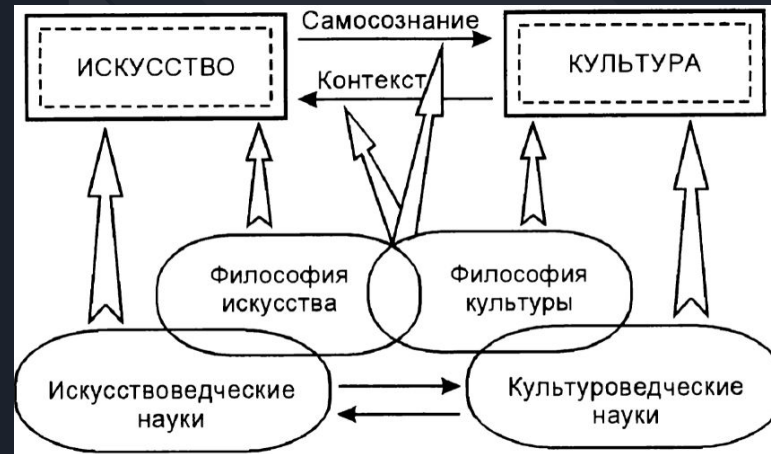 Самосознание
ИСКУССТВО
КУЛЬТУРА
Контекст
Философия
искусства
Философия
культуры
Искусствоведческие
науки
Культуроведческие
науки